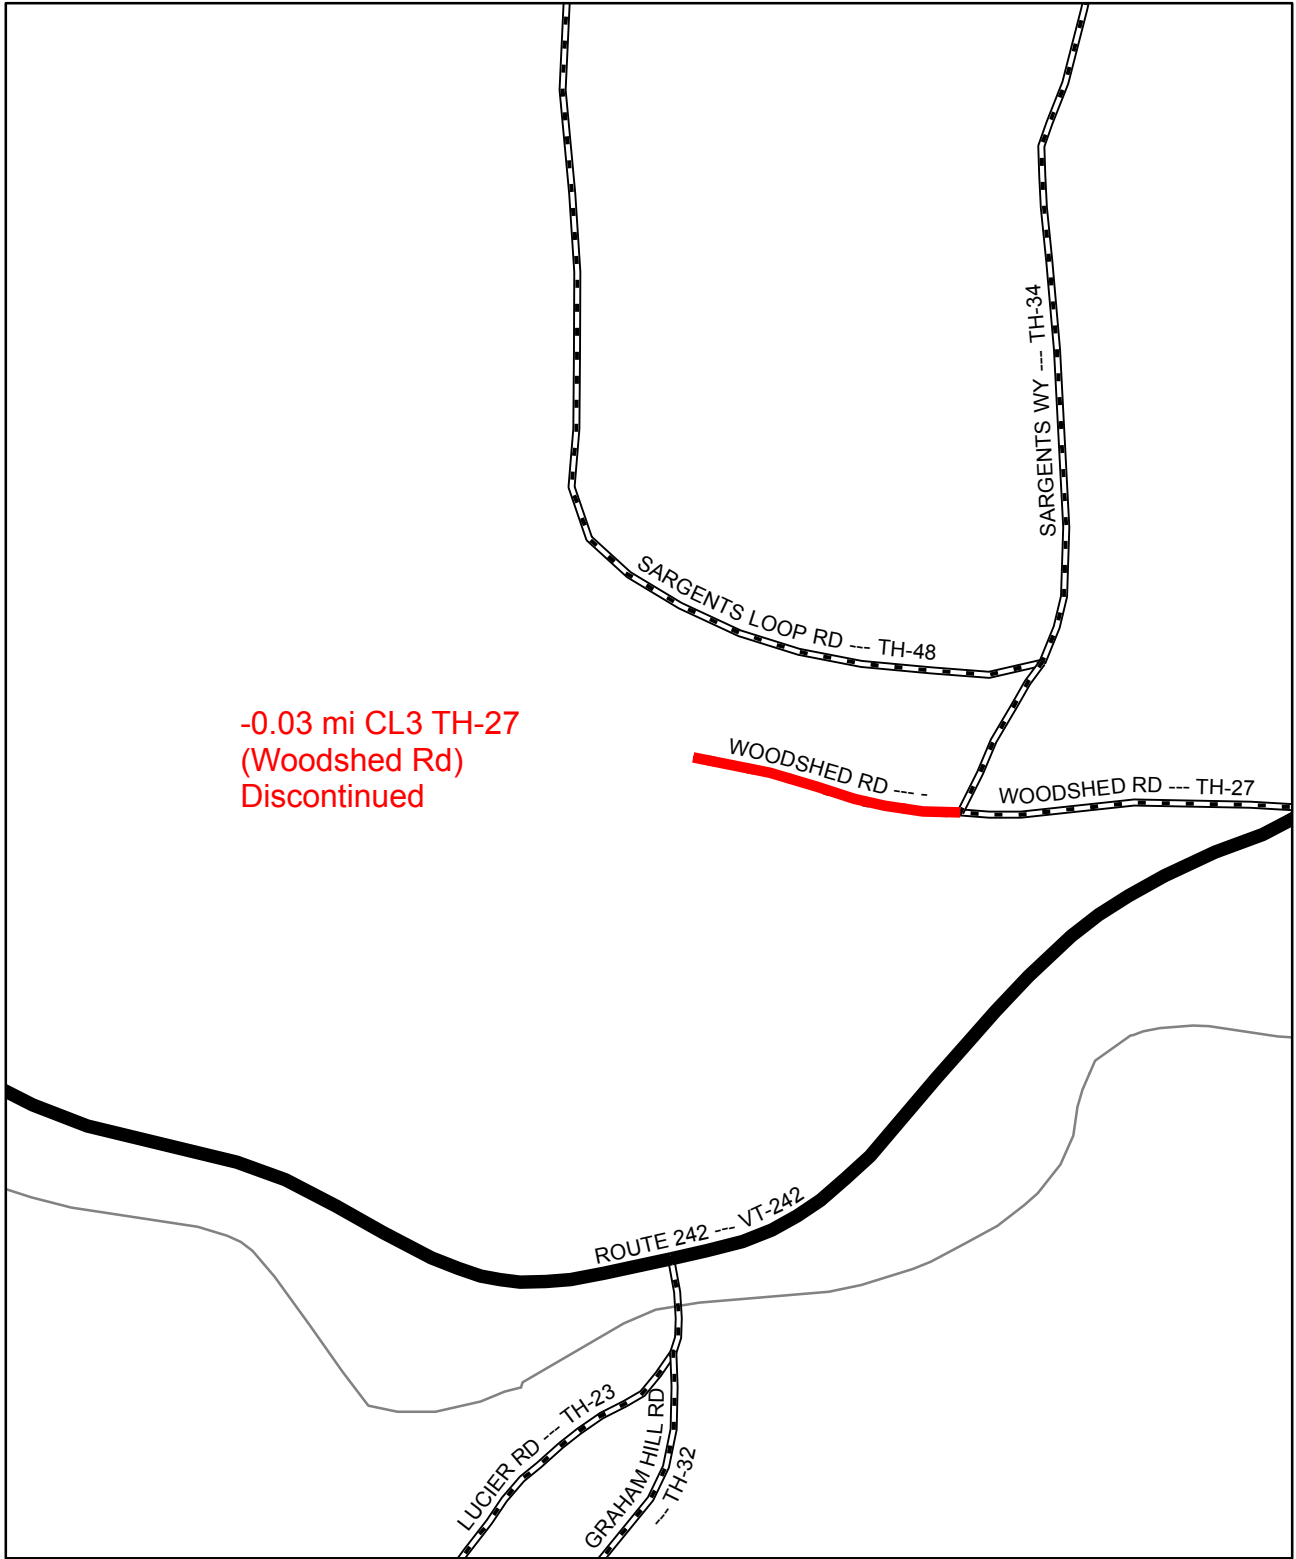 SARGENTS WY --- TH-34
SARGENTS LOOP RD --- TH-48
-0.03 mi CL3 TH-27
(Woodshed Rd)
Discontinued
WOODSHED RD --- -
WOODSHED RD --- TH-27
ROUTE 242 --- VT-242
LUCIER RD --- TH-23
GRAHAM HILL RD
--- TH-32